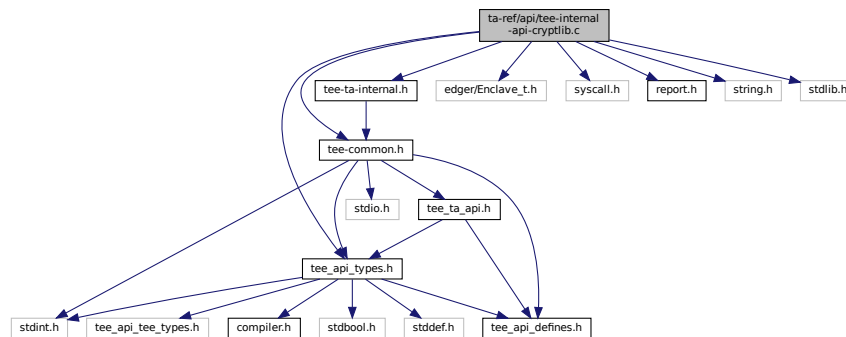 ta-ref/api/tee-internal
-api-cryptlib.c
tee-ta-internal.h
edger/Enclave_t.h
syscall.h
report.h
string.h
stdlib.h
tee-common.h
stdio.h
tee_ta_api.h
tee_api_types.h
stdint.h
tee_api_tee_types.h
compiler.h
stdbool.h
stddef.h
tee_api_defines.h